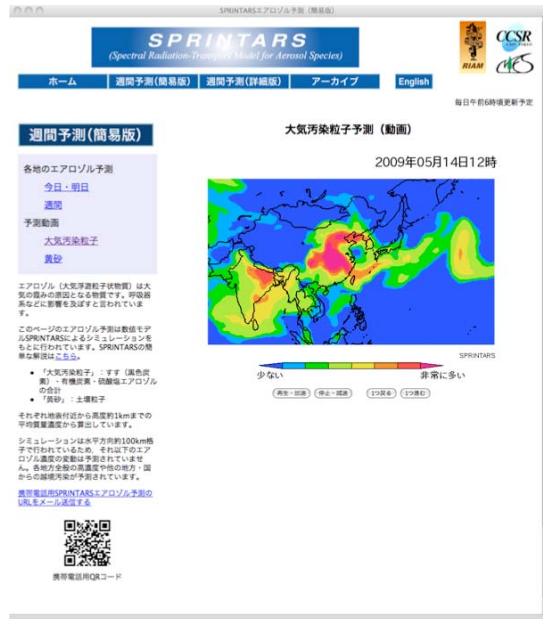 SPRINTARSエアロゾル予測（簡易版）
SPRINTARS
(Spectral Radiation-Transport Model for Aerosol Species)
RIAM
CCSR
ホーム
週間予測(簡易版)
週間予測(詳細版)
アーカイブ
English
毎日午前6時頃更新予定
週間予測(簡易版)
各地のエアロゾル予測
今日・明日
週間
予測動画
大気汚染粒子
黄砂
エアロゾル（大気浮遊粒子状物質）は大
気の霞みの原因となる物質です。呼吸器
系などに影響を及ぼすと言われていま
す。
このページのエアロゾル予測は数値モデ
ルSPRINTARSによるシミュレーションを
もとに行われています。SPRINTARSの簡
単な解説はこちら。
• 「大気汚染粒子」：すす（黒色炭
素）・有機炭素・硫酸塩エアロゾル
の合計
• 「黄砂」：土壌粒子
それぞれ地表付近から高度約1kmまでの
平均質量濃度から算出しています。
シミュレーションは水平方向約100km格
子で行われているため、それ以下のエア
ロゾル濃度の変動は予測されていませ
ん。各地方全般の高濃度や他の地方・国
からの越境汚染が予測されています。
携帯電話用SPRINTARSエアロゾル予測の
URLをメール送信する
携帯電話用QRコード
大気汚染粒子予測（動画）
2009年05月14日12時
SPRINTARS
少ない
非常に多い
再生・加速
停止・減速
1つ戻る
1つ進む